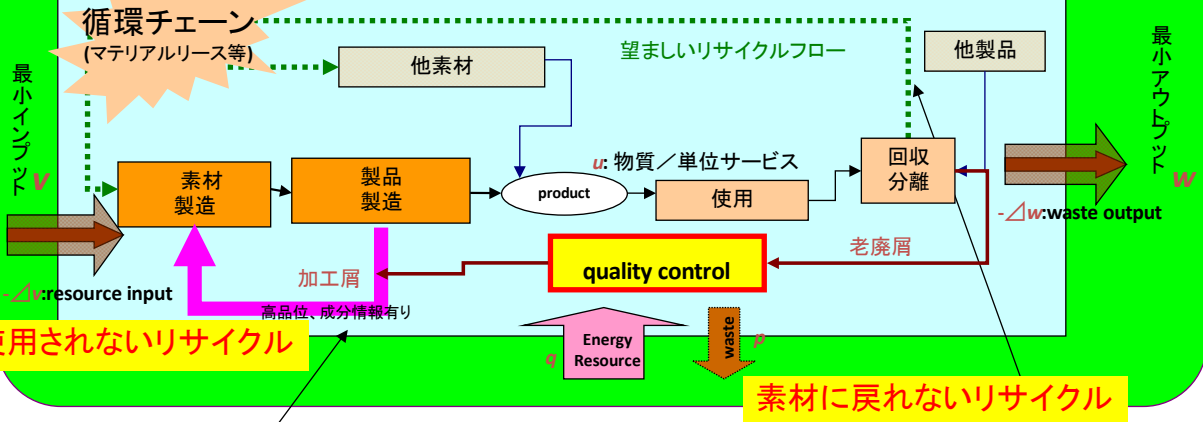 循環チェーン
(マテリアルリース等)
最小インプット v
他素材
望ましいリサイクルフロー
他製品
最小アウトプット w
素材
製造
製品
製造
product
u: 物質／単位サービス
使用
回収
分離
-⊿w:waste output
-⊿v:resource input
加工屑
quality control
老廃屑
高品位、成分情報有り
使用されないリサイクル
q
Energy
Resource
waste
p
素材に戻れないリサイクル